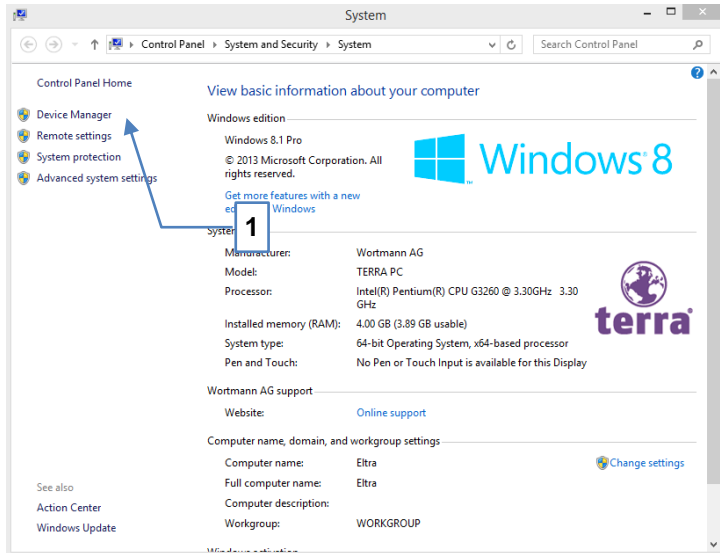 System
Control Panel System and Security System
Search Control Panel
Control Panel Home
Device Manager
Remote settings
System protection
Advanced system settings
See also
Action Center
Windows Update
View basic information about your computer
Windows edition
Windows 8.1 Pro
© 2013 Microsoft Corporation. All
rights reserved.
Get more features with a new
Windows
Windows 8
1
System
Manufacturer: Wortmann AG
Model: TERRA PC
Processor: Intel(R) Pentium(R) CPU G3260 @ 3.30GHz 3.30
GHz
Installed memory (RAM): 4.00 GB (3.89 GB usable)
System type: 64-bit Operating System, x64-based processor
Pen and Touch: No Pen or Touch Input is available for this Display
terra
Wortmann AG support
Website: Online support
Computer name, domain, and workgroup settings
Computer name: Eltra
Change settings
Full computer name: Eltra
Computer description:
Workgroup: WORKGROUP
Windows activation